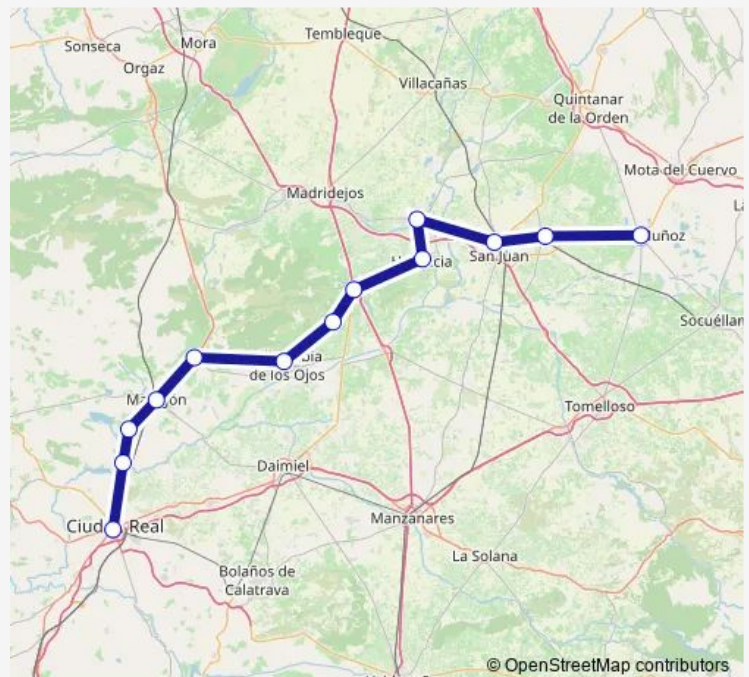 Tembleque
Mora
Sonseca
Orgaz
Villacañas
Quintanar
de la Orden
Mota del Cuervo
Madridejos
San Juan
de los Ojos
Socuéllan
Tomelloso
Daimiel
Manzanares
Ciudad Real
La Solana
Bolaños de
Calatrava
© OpenStreetMap contributors